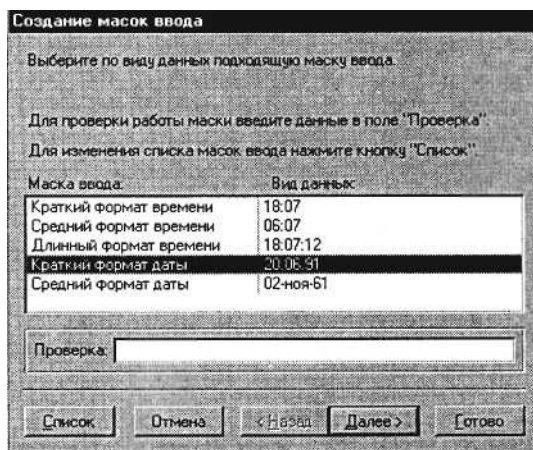 Создание масок ввода
Выберите по виду данных подходящую маску ввода.
Для проверки работы маски введите данные в поле "Проверка".
Для изменения списка масок ввода нажмите кнопку "Список".
Маска ввода: Вид данных:
Краткий формат времени 18:07
Средний формат времени 06:07
Длинный формат времени 18:07:12
Краткий формат даты 20.06.91
Средний формат даты 02-ноя-61
Проверка:
Список Отмена < Назад Далее > Готово